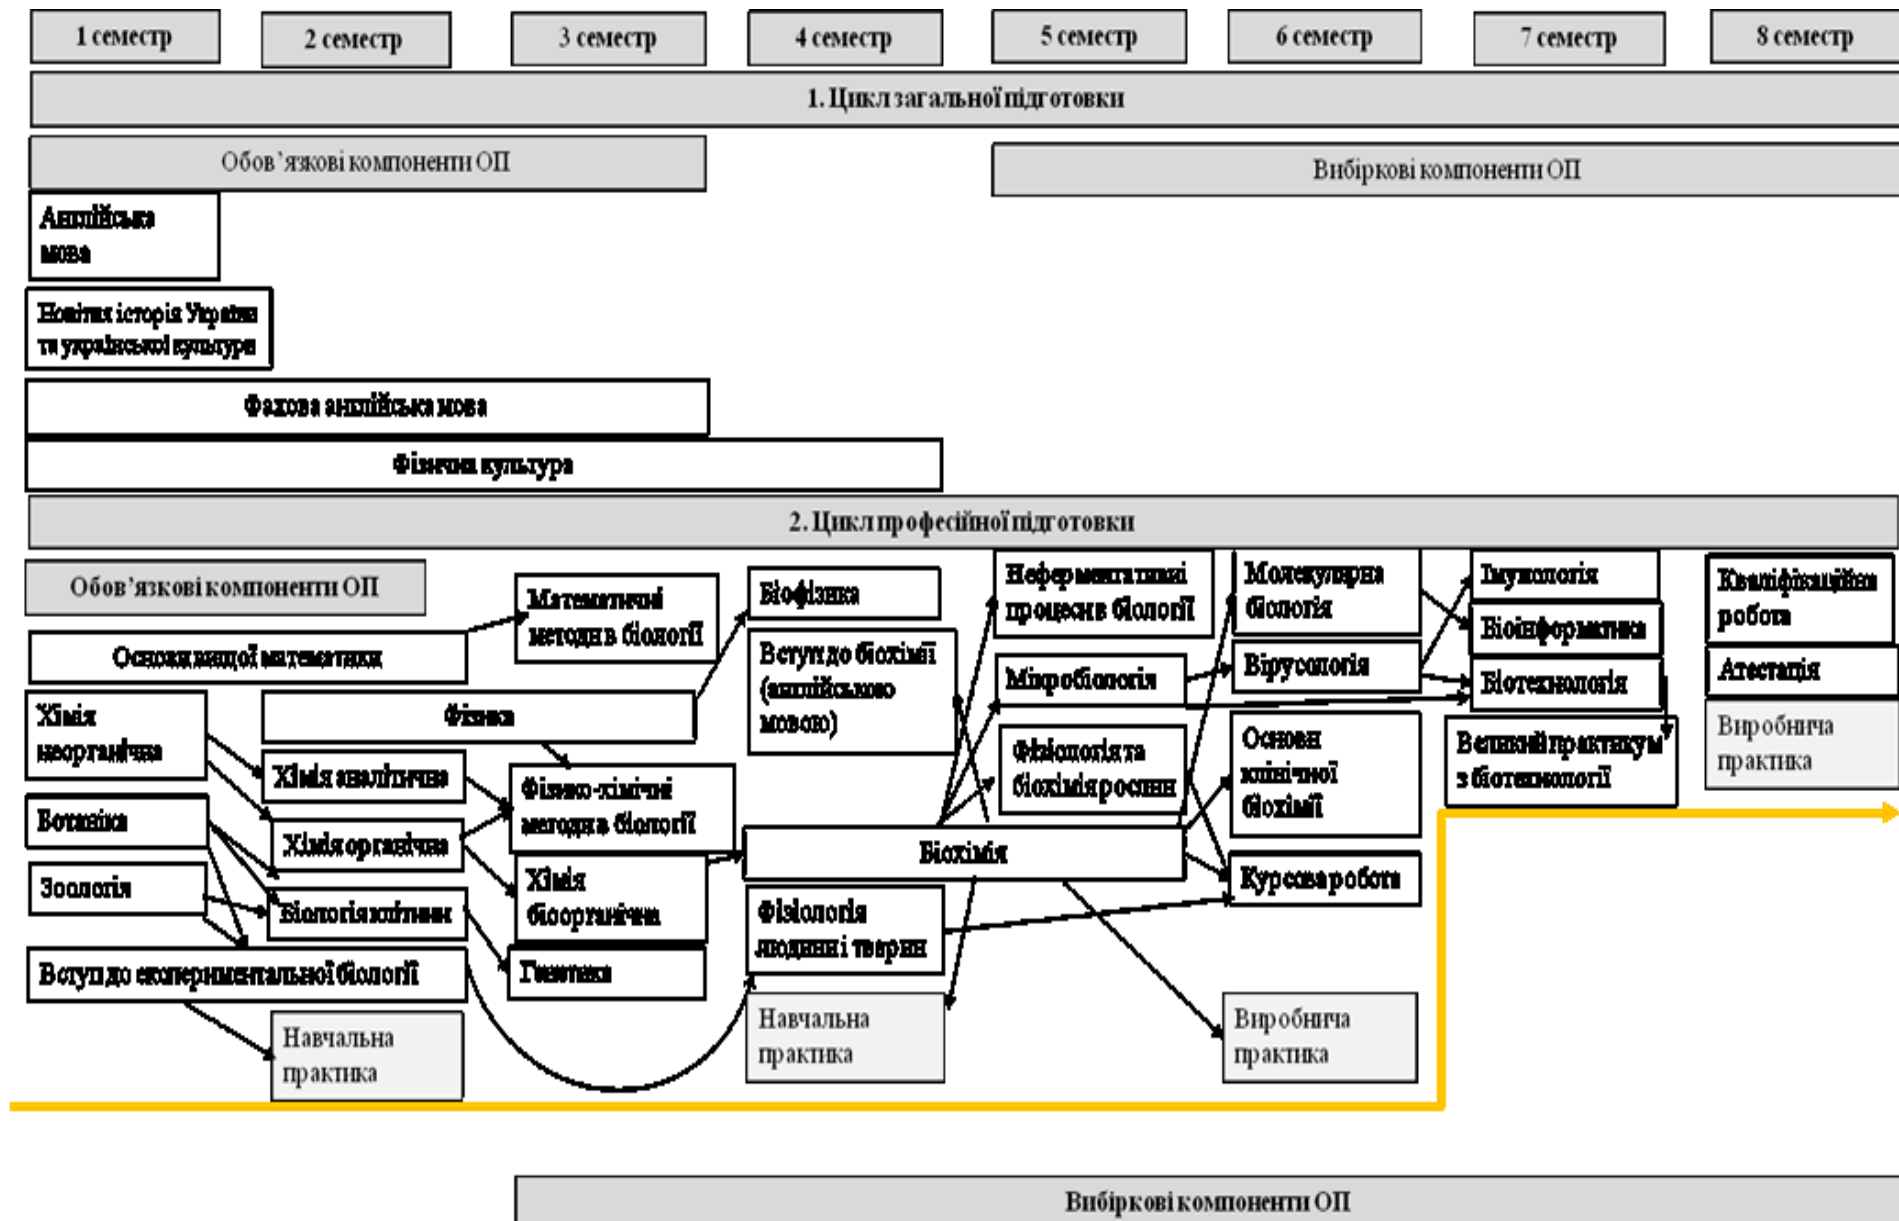 1 семестр
2 семестр
3 семестр
4 семестр
5 семестр
6 семестр
7 семестр
8 семестр
1. Цикл загальної підготовки
Обов’язкові компоненти ОП
Вибіркові компоненти ОП
Англійська
мова
Новітня історія України
та української культури
Фахова англійська мова
Фізична культура
2. Цикл професійної підготовки
Обов’язкові компоненти ОП
Основи вищої математики
Хімія
неорганічна
Ботаніка
Зоологія
Вступ до експериментальної біології
Фізика
Хімія аналітична
Хімія органічна
Біологія клітини
Навчальна
практика
Математичні
методи в біології
Фізико-хімічні
методи в біології
Хімія
біоорганічна
Генетика
Біофізика
Вступ до біохімії
(англійською
мовою)
Біохімія
Фізіологія
людини і тварин
Навчальна
практика
Неферментативні
процеси в біології
Мікробіологія
Фізіологія та
біохімія рослин
Молекулярна
біологія
Вірусологія
Основи
клінічної
біохімії
Курсова робота
Виробнича
практика
Імунологія
Біоінформатика
Біотехнологія
Великий практикум
з біотехнології
Кваліфікаційна
робота
Атестація
Виробнича
практика
Вибіркові компоненти ОП